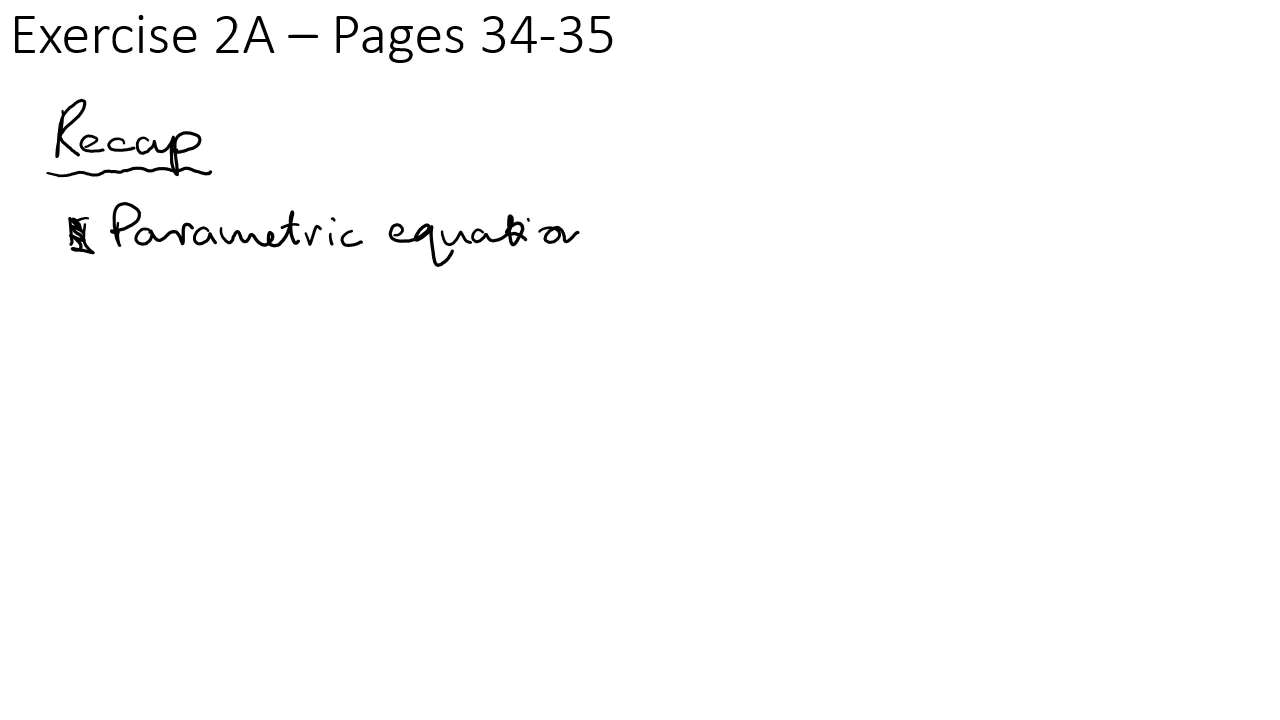 Exercise 2A – Pages 34-35
Recap
Parametric equation